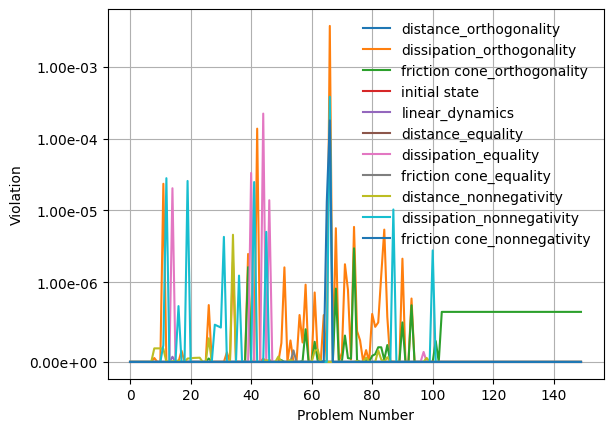 distance_orthogonality
dissipation_orthogonality
friction cone_orthogonality
initial state
linear_dynamics
distance_equality
dissipation_equality
friction cone_equality
distance_nonnegativity
dissipation_nonnegativity
friction cone_nonnegativity
1.00e-03
1.00e-04
1.00e-05
1.00e-06
0.00e+00
Violation
0 20 40 60 80 100 120 140
Problem Number